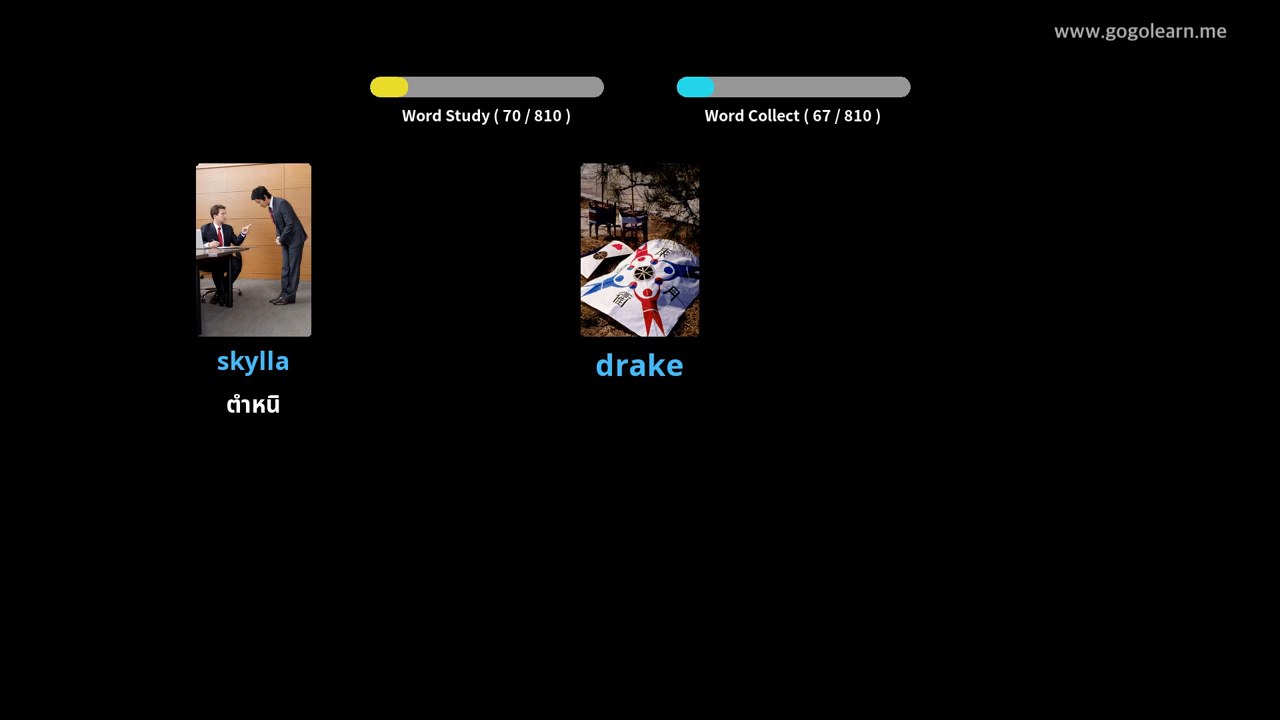 www.gogolearn.me
Word Study ( 70 / 810 )
Word Collect ( 67 / 810 )
skylla
ตำหนิ
drake